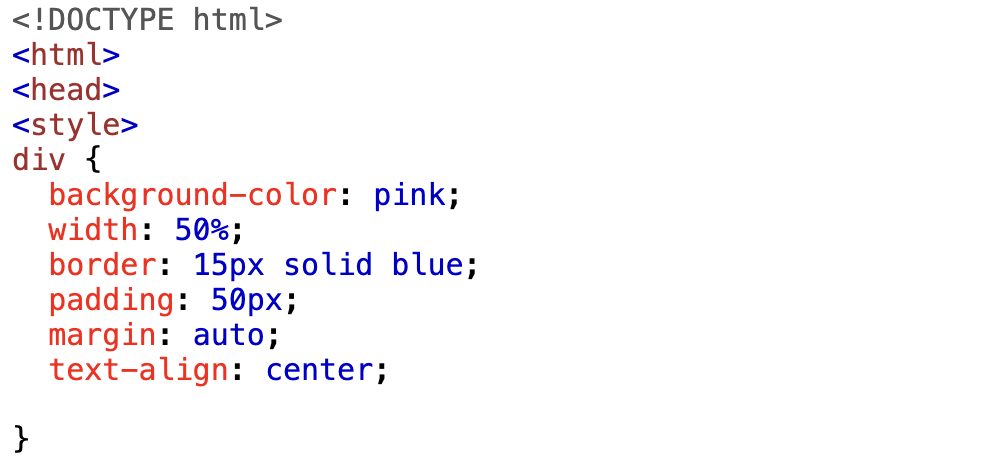 <!DOCTYPE html>
<html>
<head>
<style>
div {
  background-color: pink;
  width: 50%;
  border: 15px solid blue;
  padding: 50px;
  margin: auto;
  text-align: center;

}